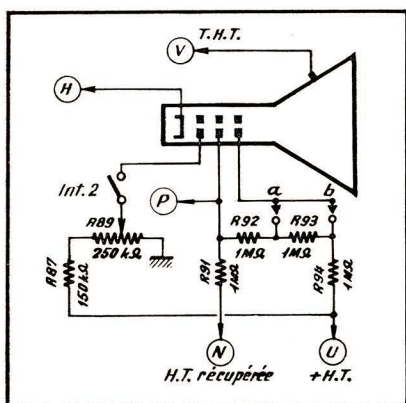 T.H.T.
V
H
Int.2
P
a
b
R89
250 kΩ
R92
1MΩ
R93
1MΩ
R87
150 kΩ
R91
1MΩ
R94
1MΩ
N
U
H.T. récupérée
+H.T.